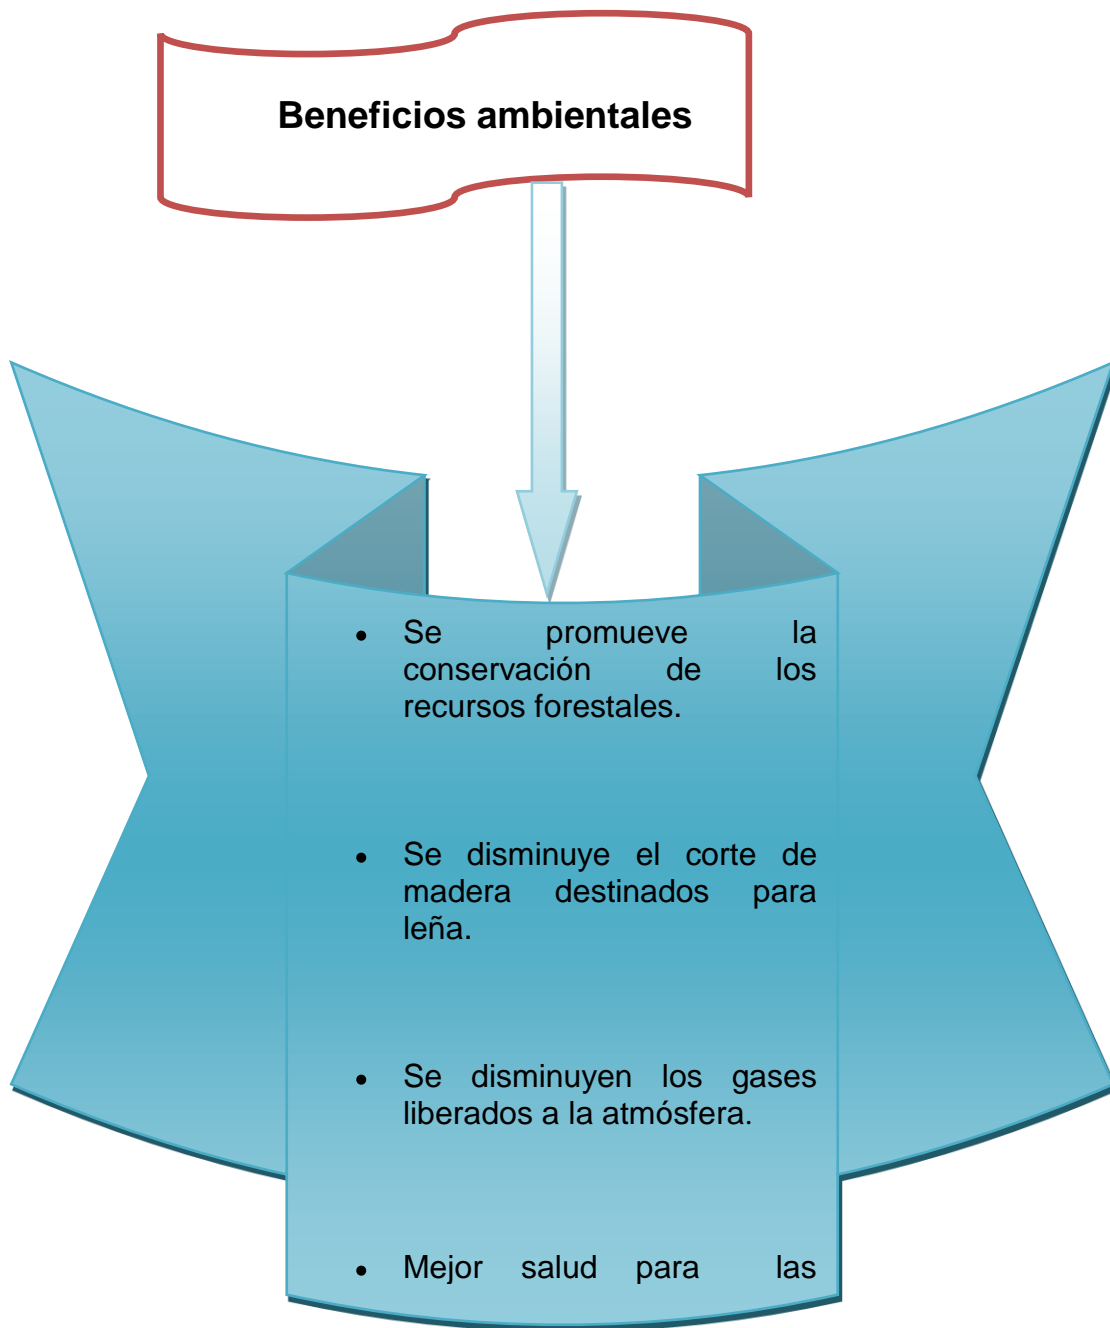 Beneficios ambientales
• Se promueve la
conservación de los
recursos forestales.
• Se disminuye el corte de
madera destinados para
leña.
• Se disminuyen los gases
liberados a la atmósfera.
• Mejor salud para las